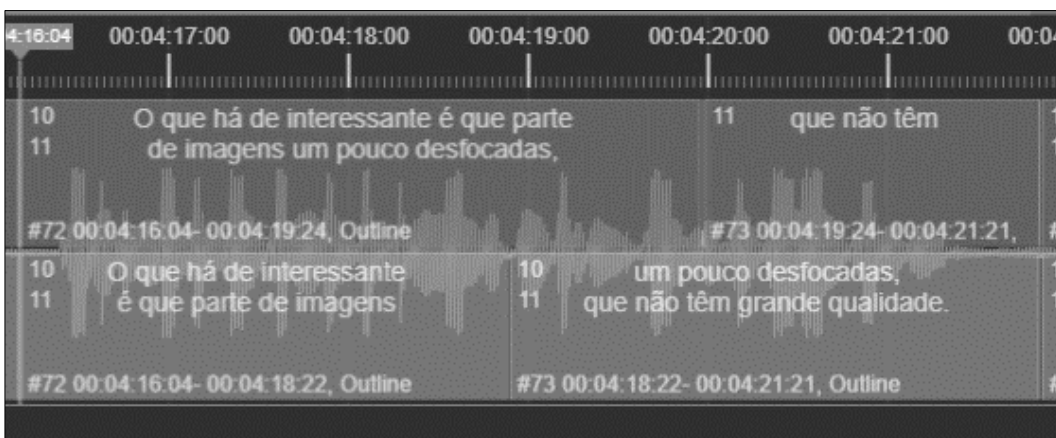 4:16:04 00:04:17:00 00:04:18:00 00:04:19:00 00:04:20:00 00:04:21:00 00:04
10 O que há de interessante é que parte
11 de imagens um pouco desfocadas,
#72 00:04:16:04- 00:04:19:24, Outline
11 que não têm
#73 00:04:19:24- 00:04:21:21,
10 O que há de interessante
11 é que parte de imagens
#72 00:04:16:04- 00:04:18:22, Outline
10 um pouco desfocadas,
11 que não têm grande qualidade.
#73 00:04:18:22- 00:04:21:21, Outline